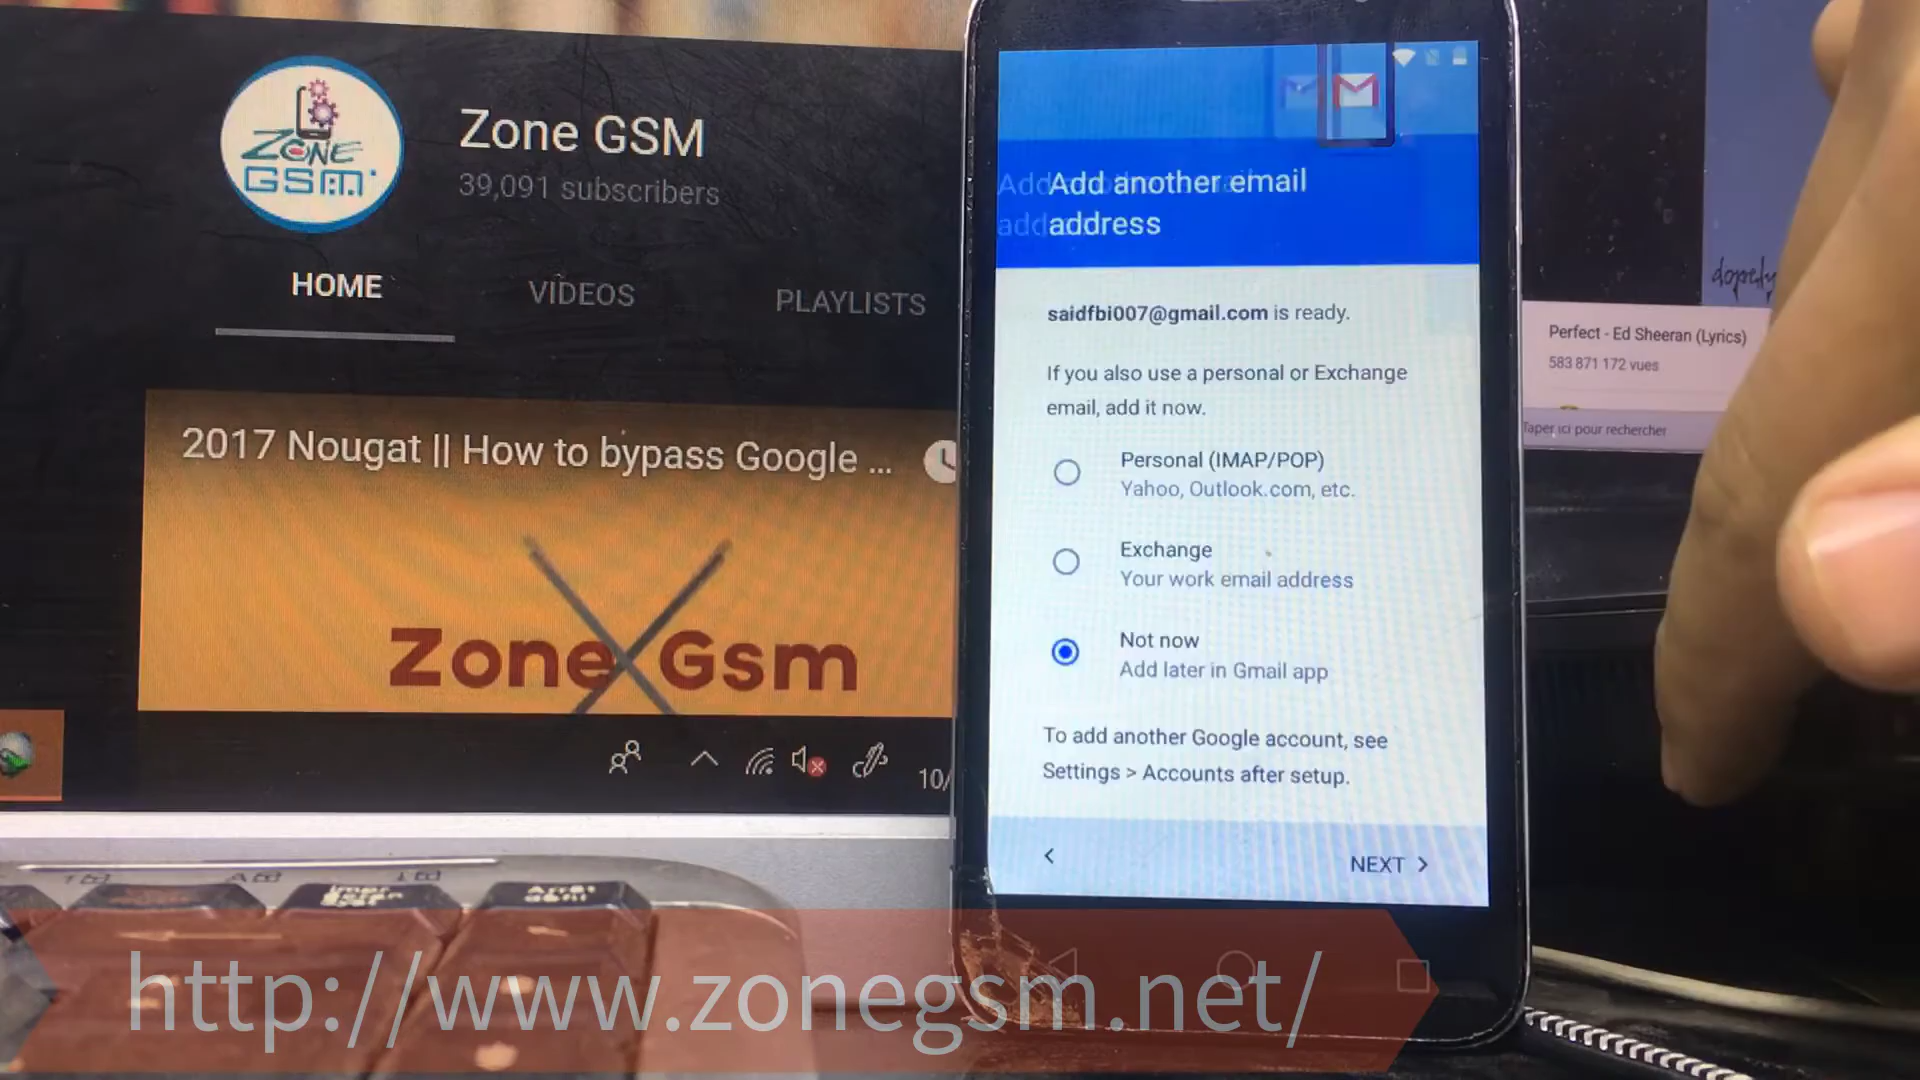 Zone GSM
39,091 subscribers
ZONE
GSM
HOME
VIDEOS
PLAYLISTS
2017 Nougat || How to bypass Google ...
Zone Gsm
10/
Add another email
address
saidfbi007@gmail.com is ready.
If you also use a personal or Exchange
email, add it now.
Personal (IMAP/POP)
Yahoo, Outlook.com, etc.
Exchange
Your work email address
Not now
Add later in Gmail app
To add another Google account, see
Settings > Accounts after setup.
NEXT
dopely
Perfect - Ed Sheeran (Lyrics)
583 871 172 vues
Taper ici pour rechercher
http://www.zonegsm.net/